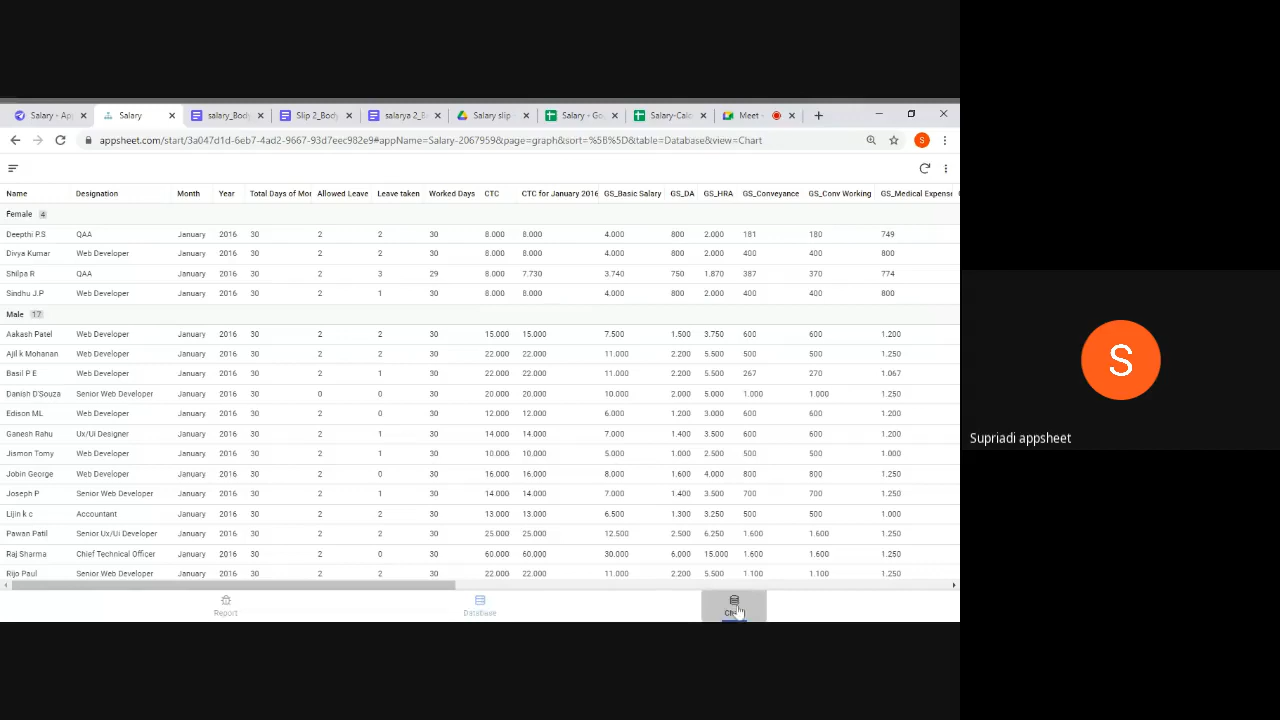 Salary - Ap
Salary
salary_Body
Slip 2_Body
salarya 2_B
Salary slip
Salary - Go
Salary-Calc
Meet -
appsheet.com/start/3a047d1d-6eb7-4ad2-9667-93d7eec982e9#appName=Salary-2067959&page=graph&sort=%5B%5D&table=Database&view=Chart
S
Name Designation Month Year Total Days of Mor Allowed Leave Leave taken Worked Days CTC CTC for January 2016 GS_Basic Salary GS_DA GS_HRA GS_Conveyance GS_Conv Working GS_Medical Expense
Female 4
Deepthi P.S QAA January 2016 30 2 2 30 8.000 8.000 4.000 800 2.000 181 180 749
Divya Kumar Web Developer January 2016 30 2 2 30 8.000 8.000 4.000 800 2.000 400 400 800
Shilpa R QAA January 2016 30 2 3 29 8.000 7.730 3.740 750 1.870 387 370 774
Sindhu J.P Web Developer January 2016 30 2 1 30 8.000 8.000 4.000 800 2.000 400 400 800
Male 17
Aakash Patel Web Developer January 2016 30 2 2 30 15.000 15.000 7.500 1.500 3.750 600 600 1.200
Ajil k Mohanan Web Developer January 2016 30 2 2 30 22.000 22.000 11.000 2.200 5.500 500 500 1.250
Basil P E Web Developer January 2016 30 2 1 30 22.000 22.000 11.000 2.200 5.500 267 270 1.067
Danish D'Souza Senior Web Developer January 2016 30 0 0 30 20.000 20.000 10.000 2.000 5.000 1.000 1.000 1.250
Edison ML Web Developer January 2016 30 2 0 30 12.000 12.000 6.000 1.200 3.000 600 600 1.200
Ganesh Rahu Ux/Ui Designer January 2016 30 2 1 30 14.000 14.000 7.000 1.400 3.500 600 600 1.200
Jismon Tomy Web Developer January 2016 30 2 1 30 10.000 10.000 5.000 1.000 2.500 500 500 1.000
Jobin George Web Developer January 2016 30 2 0 30 16.000 16.000 8.000 1.600 4.000 800 800 1.250
Joseph P Senior Web Developer January 2016 30 2 1 30 14.000 14.000 7.000 1.400 3.500 700 700 1.250
Lijin k c Accountant January 2016 30 2 2 30 13.000 13.000 6.500 1.300 3.250 500 500 1.000
Pawan Patil Senior Ux/Ui Developer January 2016 30 2 2 30 25.000 25.000 12.500 2.500 6.250 1.600 1.600 1.250
Raj Sharma Chief Technical Officer January 2016 30 2 0 30 60.000 60.000 30.000 6.000 15.000 1.600 1.600 1.250
Rijo Paul Senior Web Developer January 2016 30 2 2 30 22.000 22.000 11.000 2.200 5.500 1.100 1.100 1.250
Report
Database
S
Supriadi appsheet